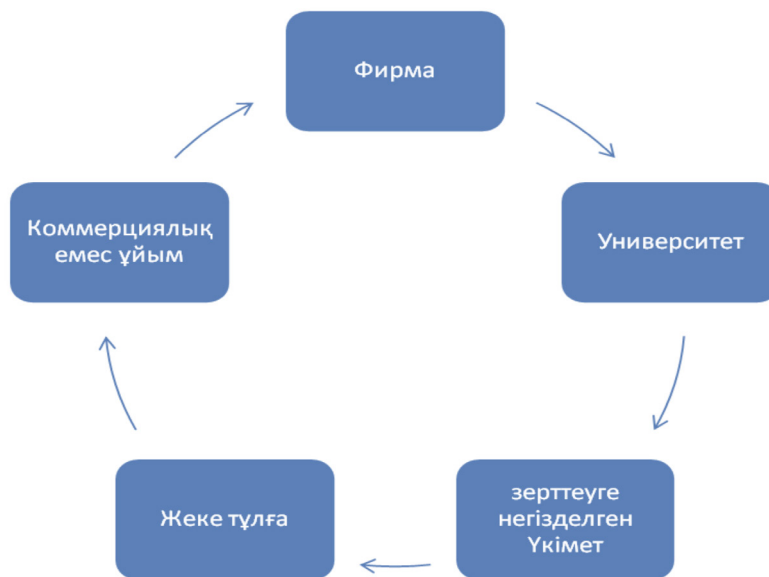 Фирма
Университет
зерттеуге
негізделген
Үкімет
Жеке тұлға
Коммерциялық
емес ұйым